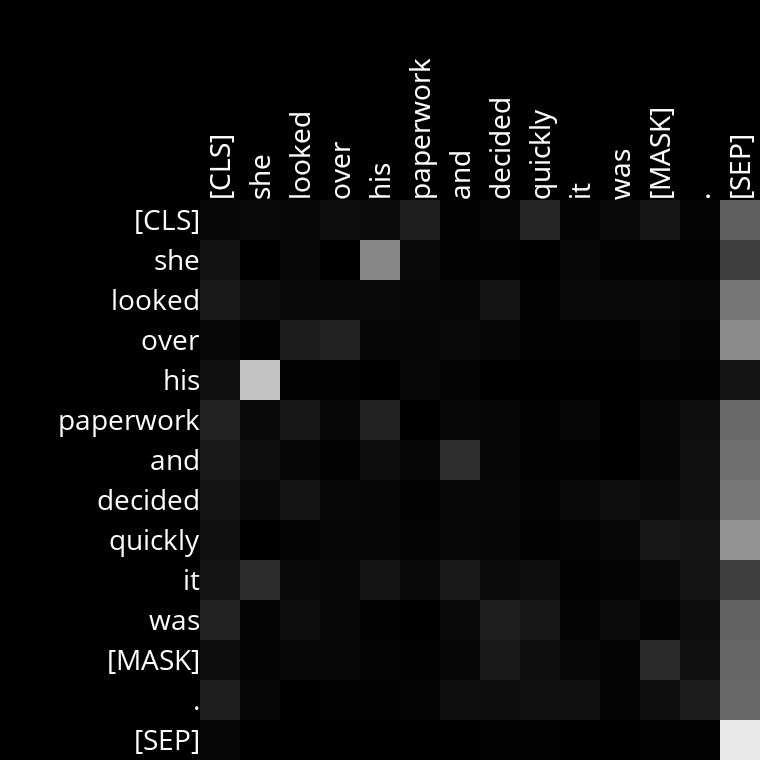 [CLS] she looked over his paperwork and decided quickly it was [MASK] . [SEP]
[CLS]
she
looked
over
his
paperwork
and
decided
quickly
it
was
[MASK]
.
[SEP]